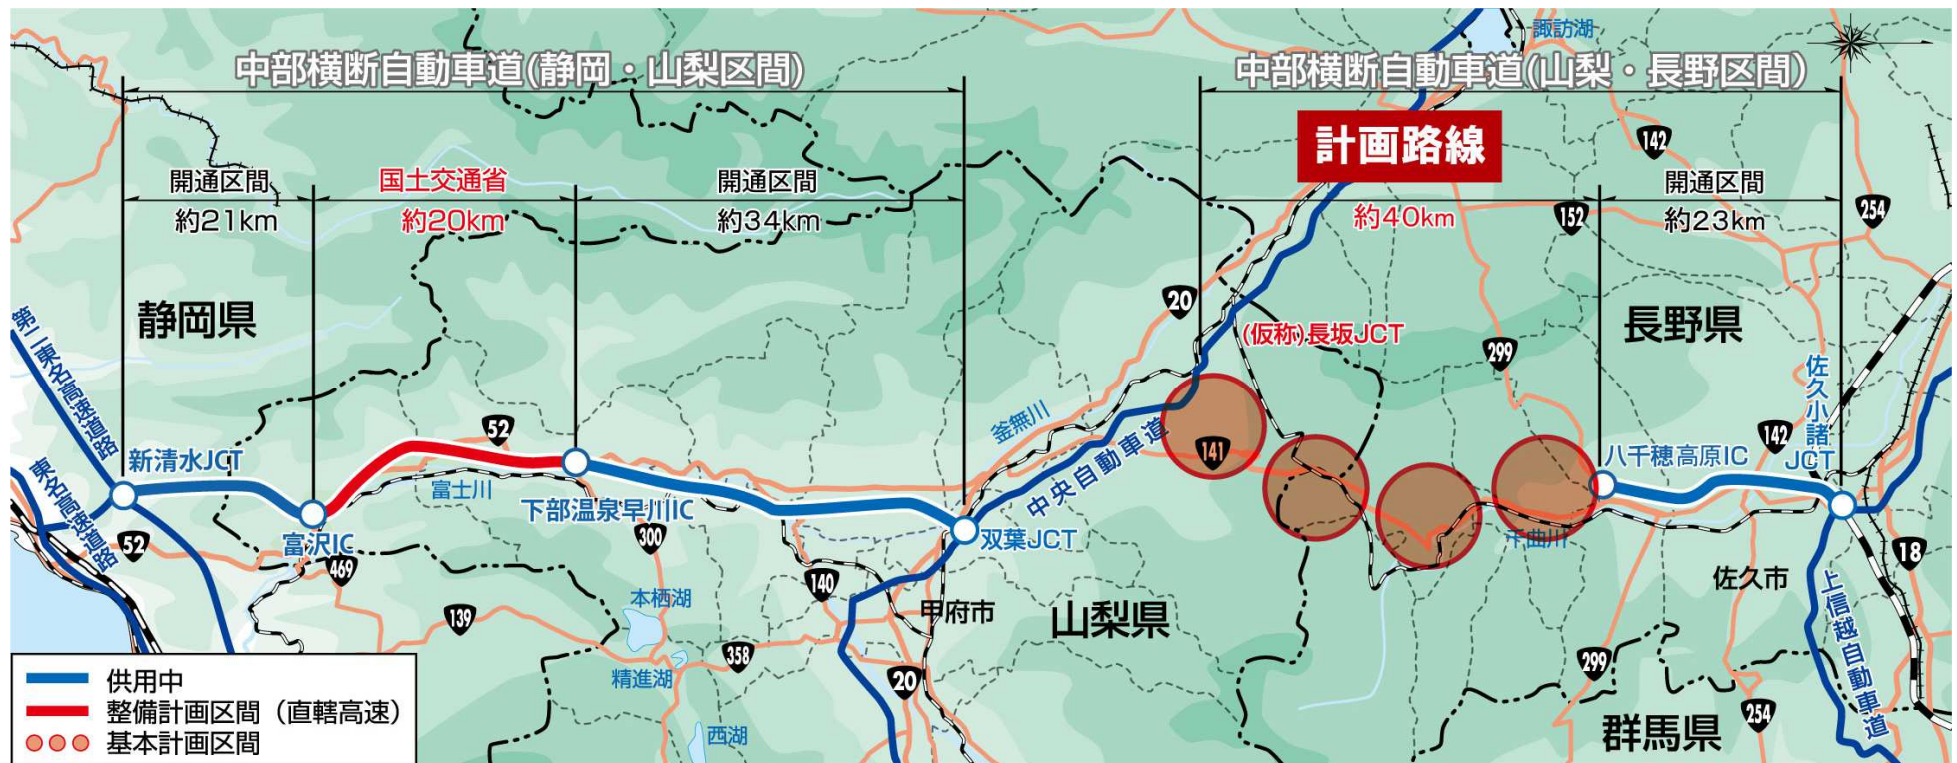 諏訪湖
中部横断自動車道(静岡・山梨区間)
中部横断自動車道(山梨・長野区間)
計画路線
142
開通区間
約21km
国土交通省
約20km
開通区間
約34km
約40km
152
開通区間
約23km
254
静岡県
20
長野県
(仮称)長坂JCT
299
第二東名高速道路
佐久小諸JCT
釜無川
52
142
141
中央自動車道
新清水JCT
八千穂高原IC
東名高速道路
富士川
下部温泉早川IC
富沢IC
双葉JCT
千曲川
52
300
469
18
140
佐久市
本栖湖
甲府市
山梨県
139
上信越自動車道
358
299
精進湖
20
254
西湖
群馬県
供用中
整備計画区間（直轄高速）
基本計画区間